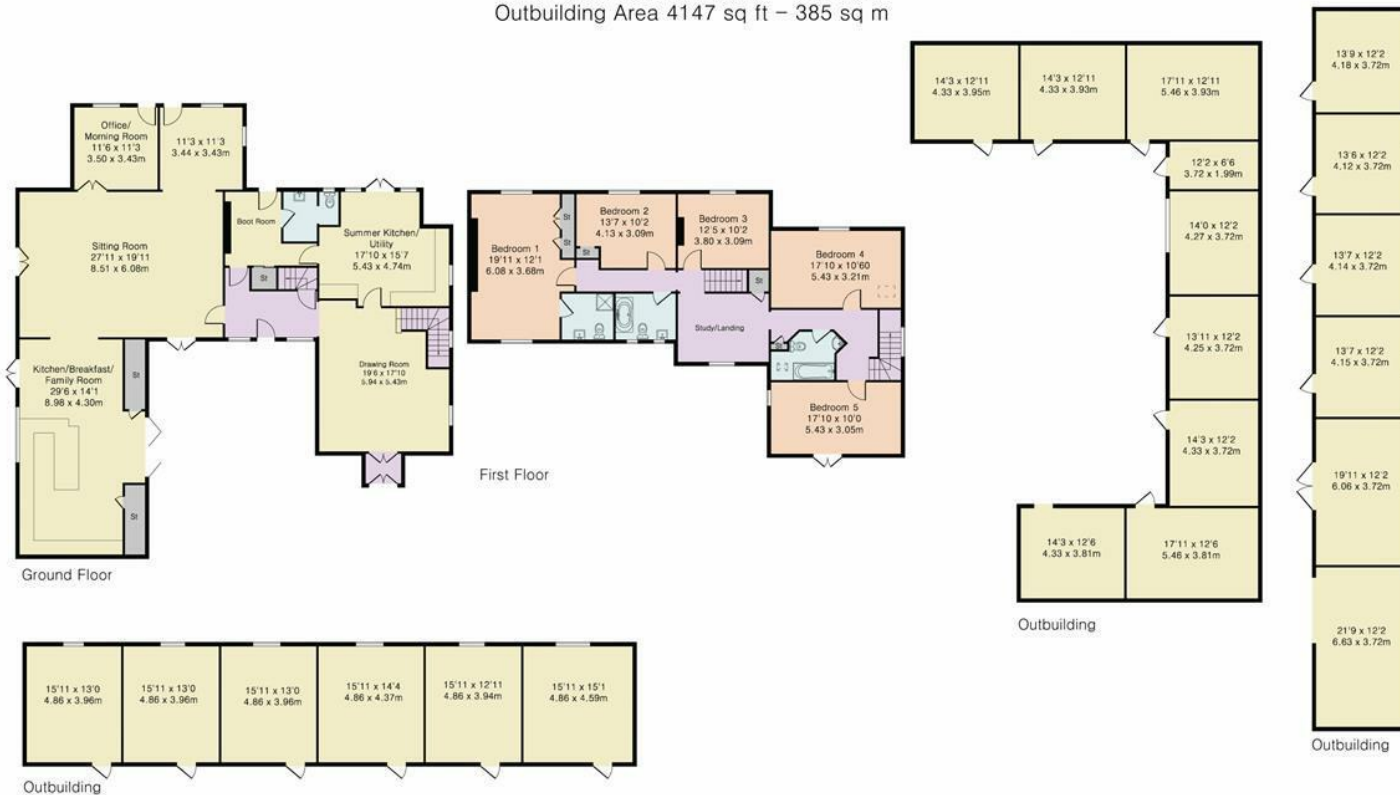 Outbuilding Area 4147 sq ft – 385 sq m
Office/
Morning Room
11'6 x 11'3
3.50 x 3.43m
11'3 x 11'3
3.44 x 3.43m
Sitting Room
27'11 x 19'11
8.51 x 6.08m
Boot Room
St
Summer Kitchen/
Utility
17'10 x 15'7
5.43 x 4.74m
Kitchen/Breakfast/
Family Room
29'6 x 14'1
8.98 x 4.30m
St
St
Drawing Room
19'6 x 17'10
5.94 x 5.43m
Ground Floor
Bedroom 1
19'11 x 12'1
6.08 x 3.68m
St
St
St
Bedroom 2
13'7 x 10'2
4.13 x 3.09m
Bedroom 3
12'5 x 10'2
3.80 x 3.09m
St
Bedroom 4
17'10 x 10'60
5.43 x 3.21m
Study/Landing
St
Bedroom 5
17'10 x 10'0
5.43 x 3.05m
First Floor
14'3 x 12'11
4.33 x 3.95m
14'3 x 12'11
4.33 x 3.93m
17'11 x 12'11
5.46 x 3.93m
12'2 x 6'6
3.72 x 1.99m
14'0 x 12'2
4.27 x 3.72m
13'11 x 12'2
4.25 x 3.72m
14'3 x 12'2
4.33 x 3.72m
14'3 x 12'6
4.33 x 3.81m
17'11 x 12'6
5.46 x 3.81m
Outbuilding
13'9 x 12'2
4.18 x 3.72m
13'6 x 12'2
4.12 x 3.72m
13'7 x 12'2
4.14 x 3.72m
13'7 x 12'2
4.15 x 3.72m
19'11 x 12'2
6.06 x 3.72m
21'9 x 12'2
6.63 x 3.72m
Outbuilding
15'11 x 13'0
4.86 x 3.96m
15'11 x 13'0
4.86 x 3.96m
15'11 x 13'0
4.86 x 3.96m
15'11 x 14'4
4.86 x 4.37m
15'11 x 12'11
4.86 x 3.94m
15'11 x 15'1
4.86 x 4.59m
Outbuilding